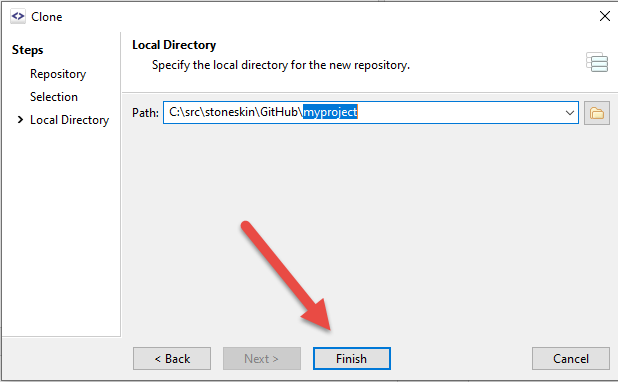 Clone
Steps
Repository
Selection
Local Directory
Local Directory
Specify the local directory for the new repository.
Path: C:\src\stoneskin\GitHub\myproject
< Back Next > Finish Cancel